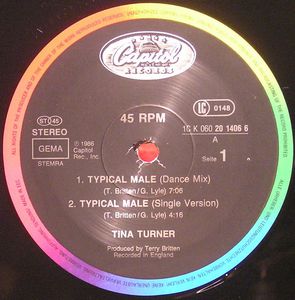 Capitol
RECORDS
45 RPM
ST 45
STEREO
GEMA
STEMRA
℗ 1986
Capitol
Rec., Inc.
LC 0148
1C K 060 20 1406 6
A
Seite 1
1. TYPICAL MALE (Dance Mix)
(T. Britten/G. Lyle) 7:06
2. TYPICAL MALE (Single Version)
(T. Britten/G. Lyle) 4:16
TINA TURNER
Produced by Terry Britten
Recorded in England